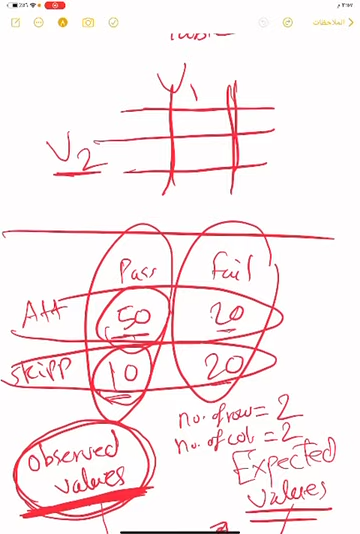 الملاحظات
V1
V2
Pass Fail
Att 50 20
Skipp 10 20
no. of row = 2
no. of col = 2
Observed values
Expected values